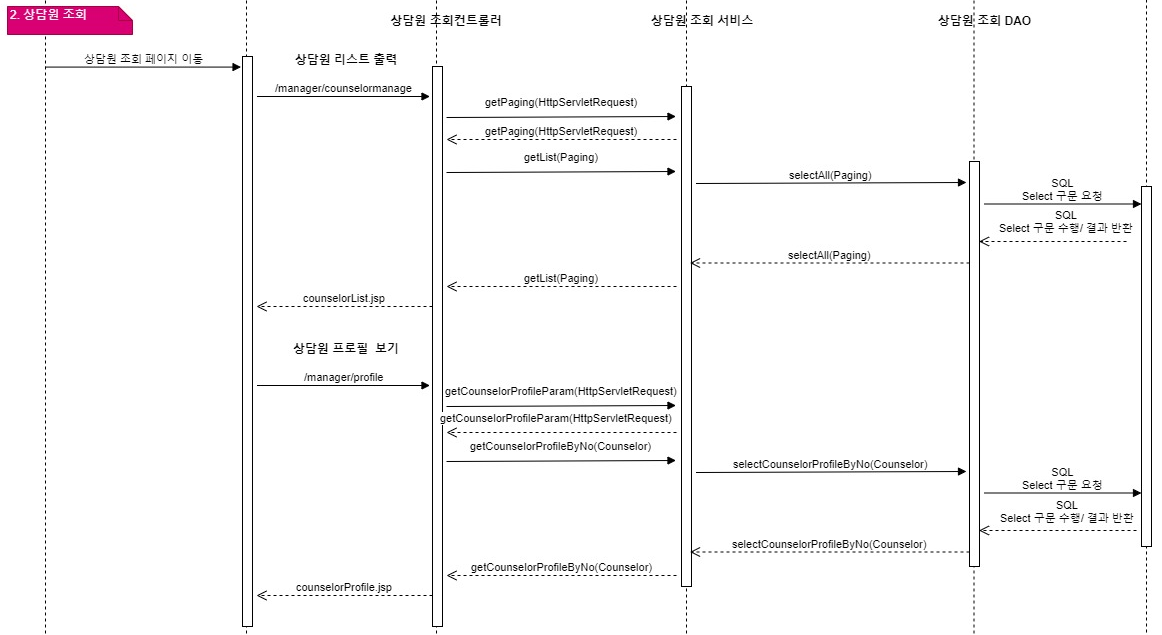 2. 상담원 조회
상담원 조회컨트롤러
상담원 조회 서비스
상담원 조회 DAO
상담원 조회 페이지 이동
상담원 리스트 출력
/manager/counselormanage
getPaging(HttpServletRequest)
getPaging(HttpServletRequest)
getList(Paging)
selectAll(Paging)
SQL
Select 구문 요청
SQL
Select 구문 수행/ 결과 반환
selectAll(Paging)
getList(Paging)
counselorList.jsp
상담원 프로필 보기
/manager/profile
getCounselorProfileParam(HttpServletRequest)
getCounselorProfileParam(HttpServletRequest)
getCounselorProfileByNo(Counselor)
selectCounselorProfileByNo(Counselor)
SQL
Select 구문 요청
SQL
Select 구문 수행/ 결과 반환
selectCounselorProfileByNo(Counselor)
getCounselorProfileByNo(Counselor)
counselorProfile.jsp